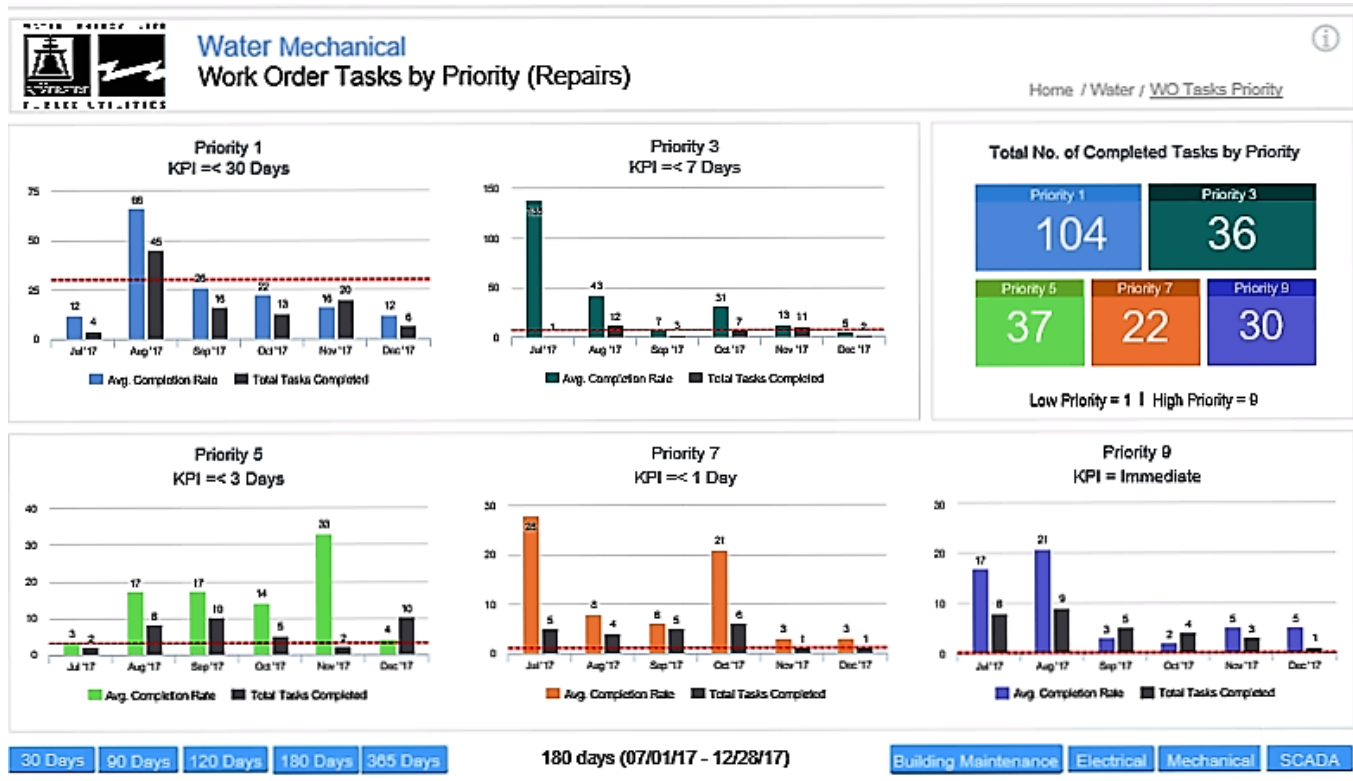 WATER ENERGY LIFE
PUBLIC UTILITIES
Water Mechanical
Work Order Tasks by Priority (Repairs)
Home / Water / WO Tasks Priority
Priority 1
KPI =< 30 Days
75
50
25
0
12
4
66
45
26
16
22
13
16
20
12
6
Jul'17 Aug'17 Sep'17 Oct'17 Nov'17 Dec'17
Avg. Completion Rate Total Tasks Completed
Priority 3
KPI =< 7 Days
150
100
50
0
1
43
12
7
3
31
7
13
11
5
2
Jul'17 Aug'17 Sep'17 Oct'17 Nov'17 Dec'17
Avg. Completion Rate Total Tasks Completed
Total No. of Completed Tasks by Priority
Priority 1
104
Priority 3
36
Priority 5
37
Priority 7
22
Priority 9
30
Low Priority = 1 | High Priority = 9
Priority 5
KPI =< 3 Days
40
30
20
10
0
3
2
17
8
17
10
14
5
33
2
4
10
Jul'17 Aug'17 Sep'17 Oct'17 Nov'17 Dec'17
Avg. Completion Rate Total Tasks Completed
Priority 7
KPI =< 1 Day
30
20
10
0
28
5
8
4
6
5
21
6
3
1
3
1
Jul'17 Aug'17 Sep'17 Oct'17 Nov'17 Dec'17
Avg. Completion Rate Total Tasks Completed
Priority 9
KPI = Immediate
30
20
10
0
17
8
21
9
3
5
2
4
5
3
5
1
Jul'17 Aug'17 Sep'17 Oct'17 Nov'17 Dec'17
Avg. Completion Rate Total Tasks Completed
30 Days 90 Days 120 Days 180 Days 365 Days
180 days (07/01/17 - 12/28/17)
Building Maintenance Electrical Mechanical SCADA